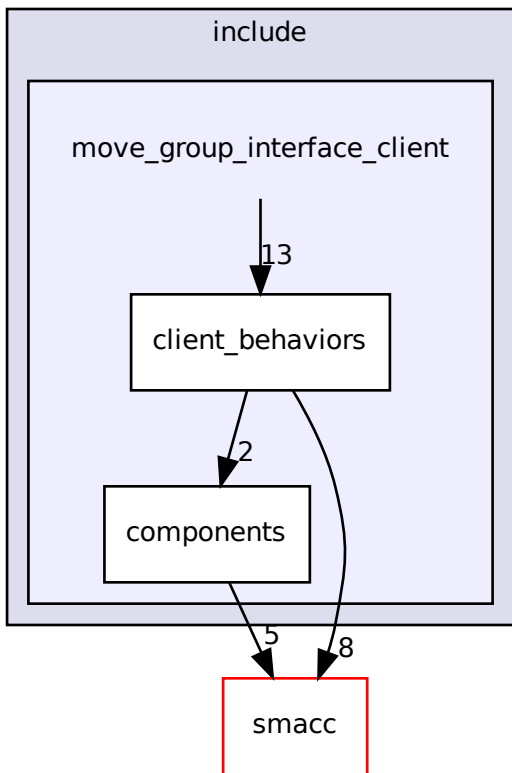 include
move_group_interface_client
13
client_behaviors
2
components
5
8
smacc